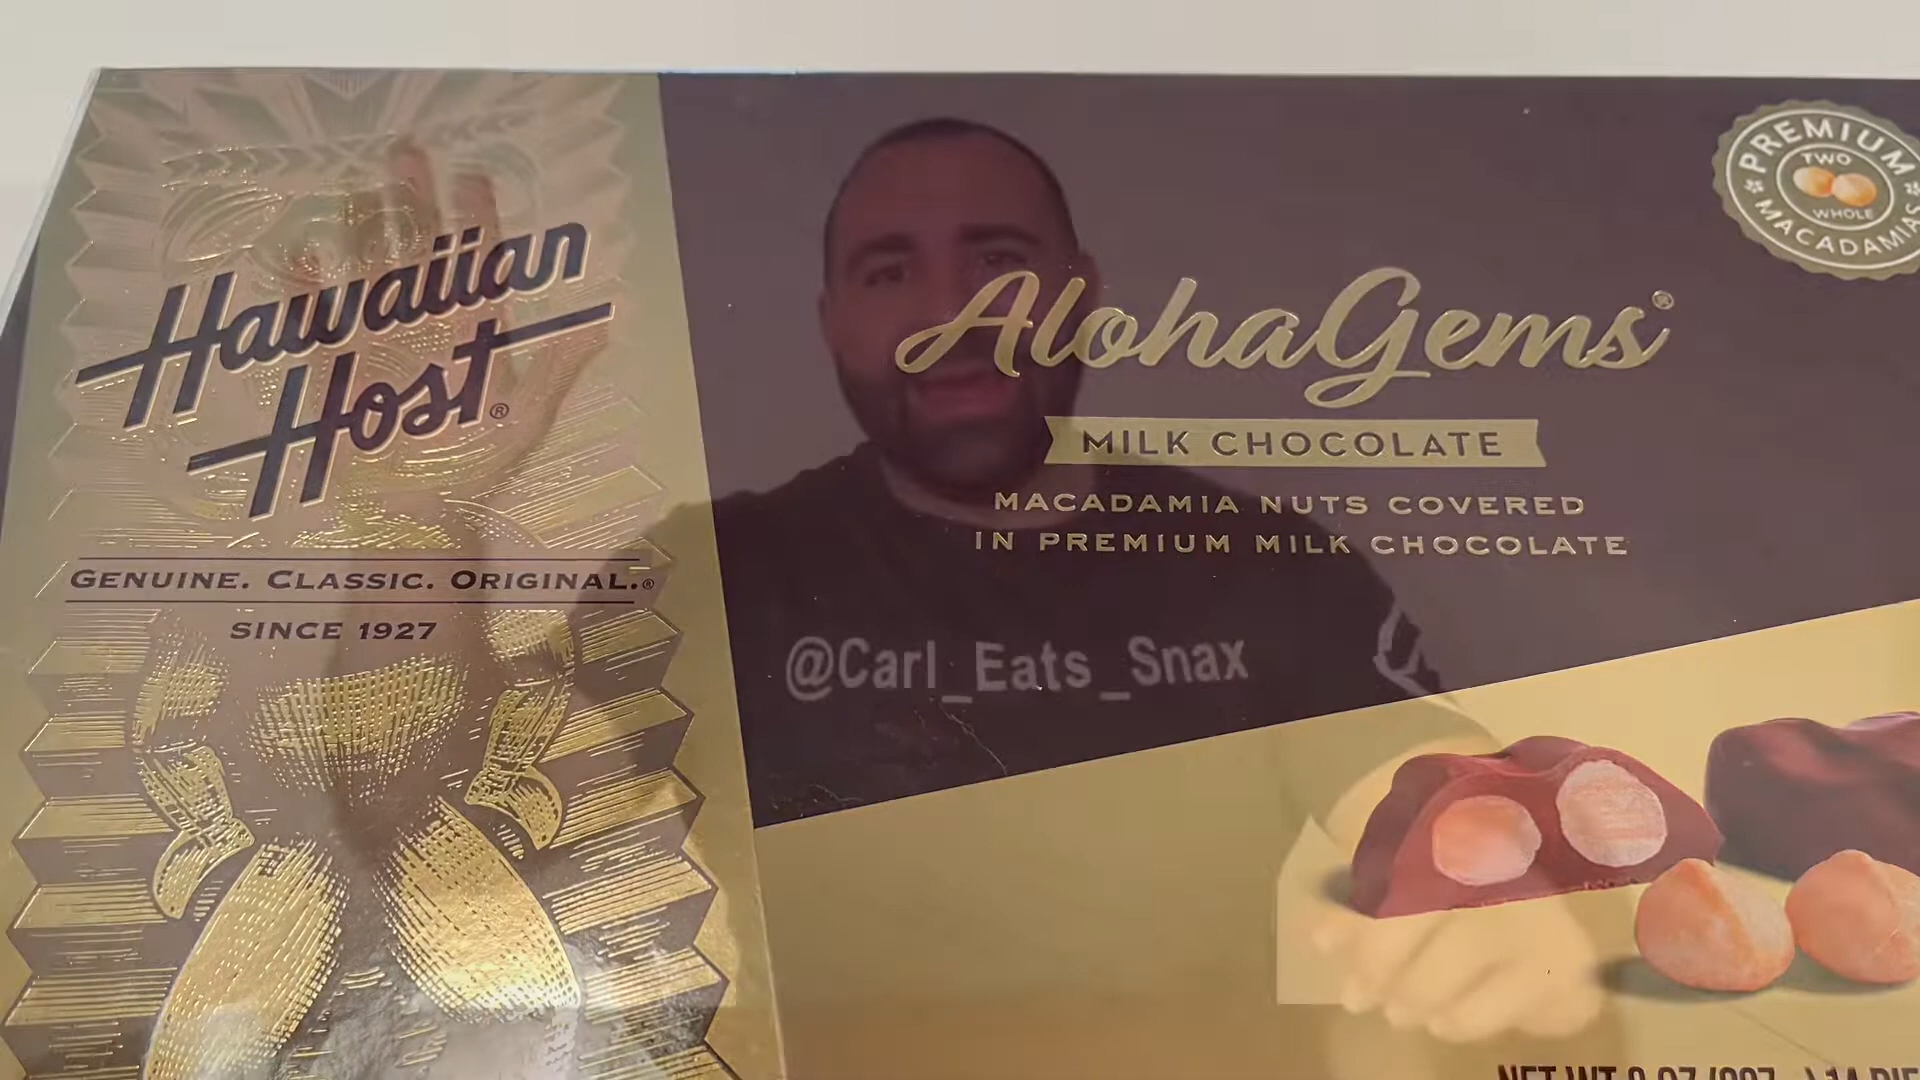 Hawaiian
Host®
GENUINE. CLASSIC. ORIGINAL.®
SINCE 1927
AlohaGems®
MILK CHOCOLATE
MACADAMIA NUTS COVERED
IN PREMIUM MILK CHOCOLATE
PREMIUM
TWO
WHOLE
MACADAMIAS
@Carl_Eats_Snax
NET WT